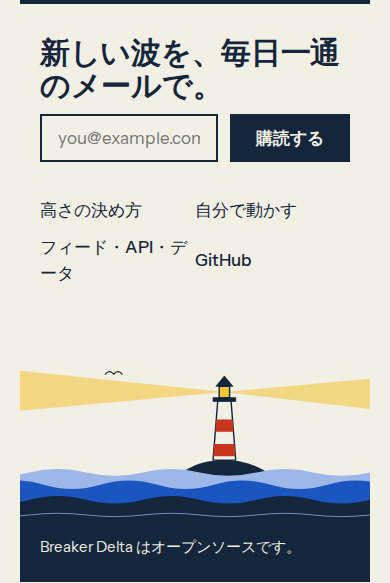 新しい波を、毎日一通
のメールで。
you@example.con
購読する
高さの決め方
自分で動かす
フィード・API・デ
ータ
GitHub
Breaker Delta はオープンソースです。